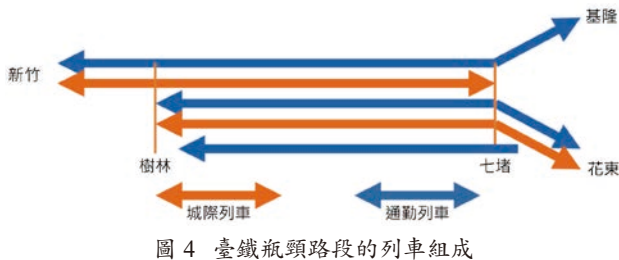 基隆
新竹
樹林
七堵
花東
城際列車
通勤列車
圖 4 臺鐵瓶頸路段的列車組成